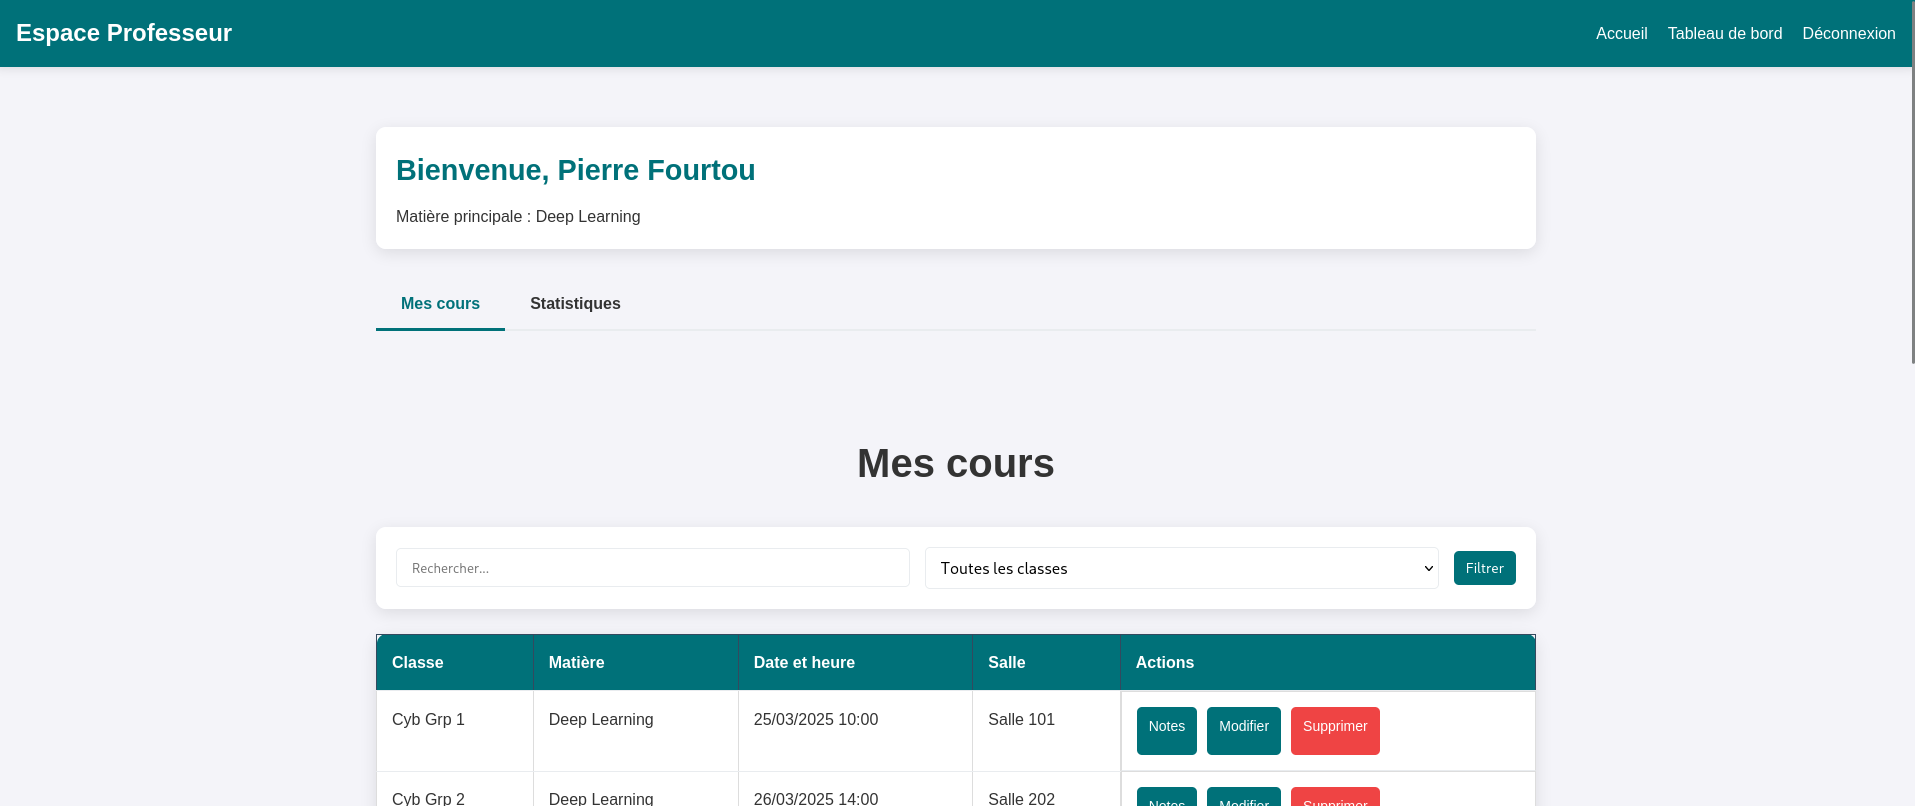 Espace Professeur
Accueil Tableau de bord Déconnexion
Bienvenue, Pierre Fourtou
Matière principale : Deep Learning
Mes cours Statistiques
Mes cours
Rechercher... Toutes les classes Filtrer
Classe Matière Date et heure Salle Actions
Cyb Grp 1 Deep Learning 25/03/2025 10:00 Salle 101 Notes Modifier Supprimer
Cyb Grp 2 Deep Learning 26/03/2025 14:00 Salle 202 Notes Modifier Supprimer